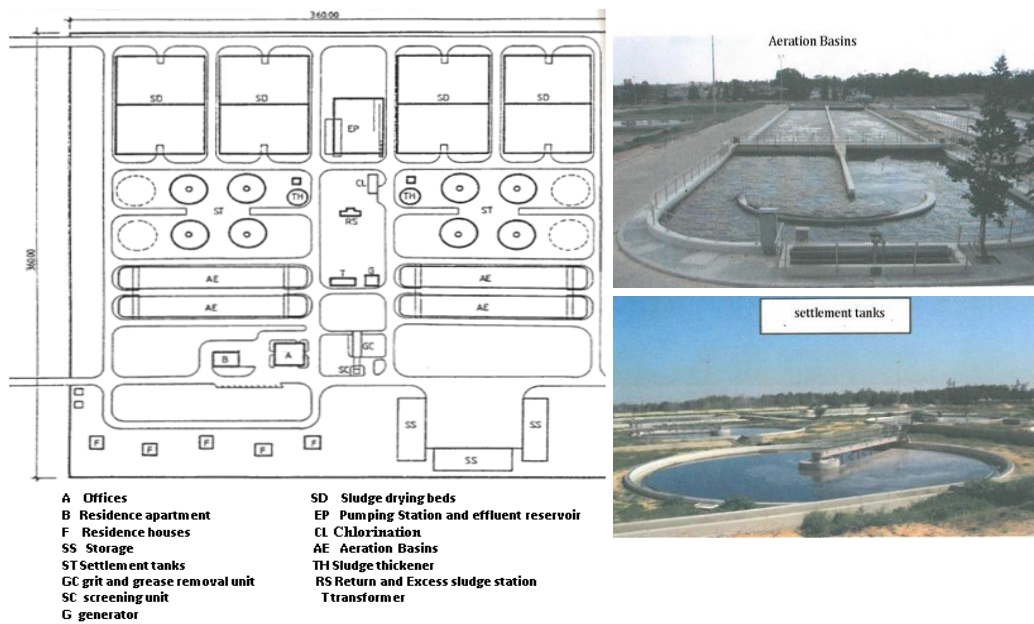 360.00
360.00
SD
SD
SD
SD
EP
CL
TH
TH
ST
ST
RS
T
G
AE
AE
AE
AE
GC
SC
B
A
F
F
F
F
F
SS
SS
SS
Aeration Basins
settlement tanks
A Offices
B Residence apartment
F Residence houses
SS Storage
ST Settlement tanks
GC grit and grease removal unit
SC screening unit
G generator
SD Sludge drying beds
EP Pumping Station and effluent reservoir
CL Chlorination
AE Aeration Basins
TH Sludge thickener
RS Return and Excess sludge station
T transformer